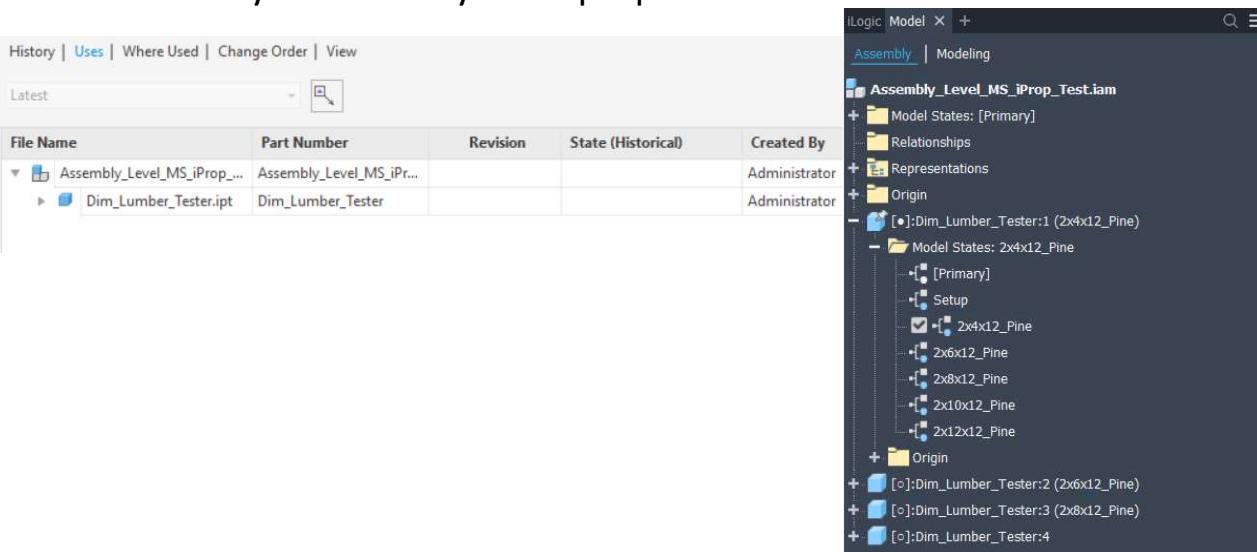 History | Uses | Where Used | Change Order | View
Latest
File Name Part Number Revision State (Historical) Created By
Assembly_Level_MS_iProp_... Assembly_Level_MS_iPr... Administrator
Dim_Lumber_Tester.ipt Dim_Lumber_Tester Administrator
iLogic Model × +
Assembly | Modeling
Assembly_Level_MS_iProp_Test.iam
+ Model States: [Primary]
Relationships
+ Representations
+ Origin
− [●]:Dim_Lumber_Tester:1 (2x4x12_Pine)
− Model States: 2x4x12_Pine
[Primary]
Setup
2x4x12_Pine
2x6x12_Pine
2x8x12_Pine
2x10x12_Pine
2x12x12_Pine
+ Origin
+ [○]:Dim_Lumber_Tester:2 (2x6x12_Pine)
+ [○]:Dim_Lumber_Tester:3 (2x8x12_Pine)
+ [○]:Dim_Lumber_Tester:4